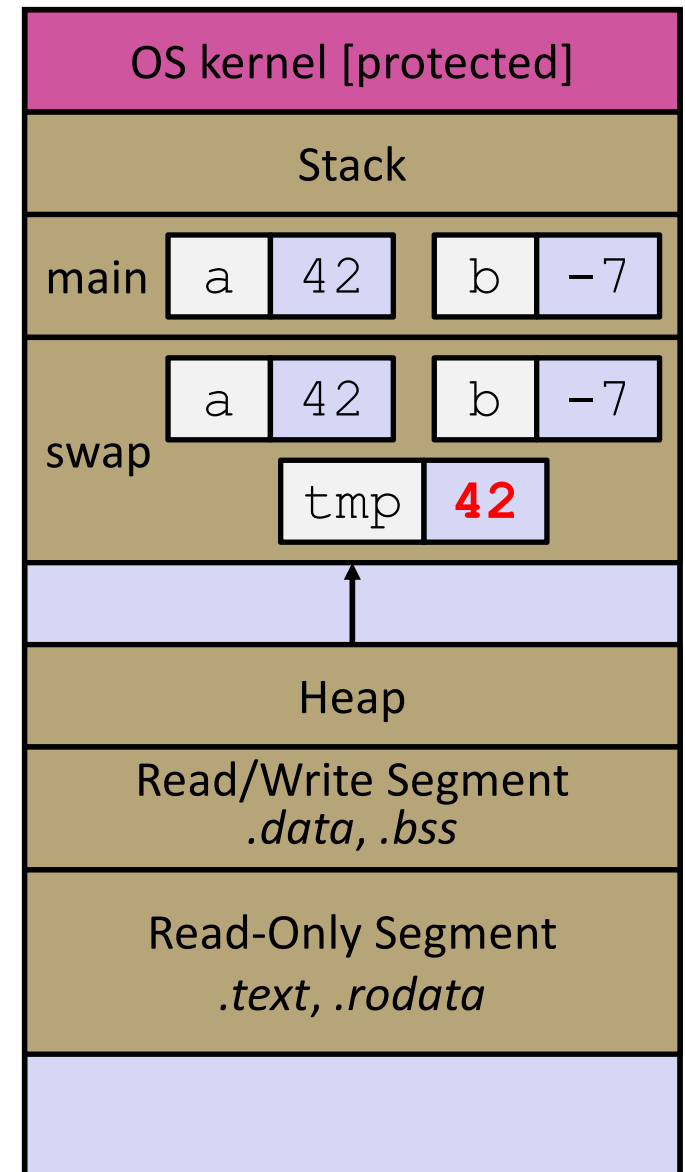 OS kernel [protected]
Stack
main a 42 b -7
a 42 b -7
swap
tmp 42
Heap
Read/Write Segment
.data, .bss
Read-Only Segment
.text, .rodata